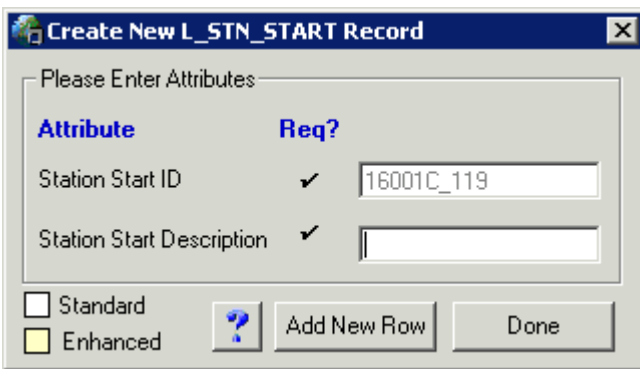 Create New L_STN_START Record
Please Enter Attributes
Attribute Req?
Station Start ID ✔ 16001C_119
Station Start Description ✔
Standard
Enhanced
? Add New Row Done